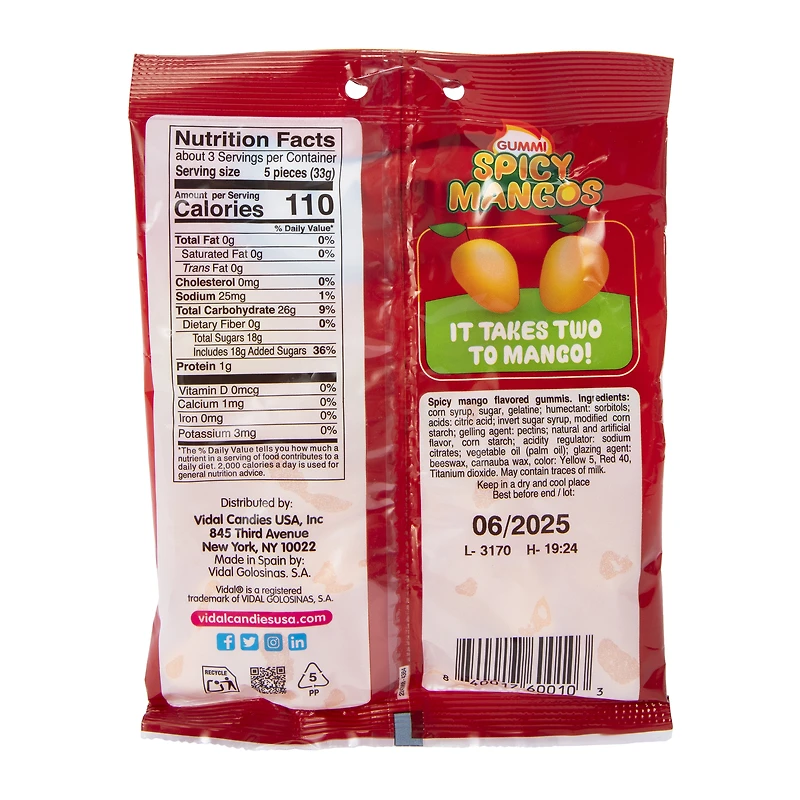 Nutrition Facts
about 3 Servings per Container
Serving size 5 pieces (33g)
Amount per Serving
Calories 110
% Daily Value*
Total Fat 0g 0%
Saturated Fat 0g 0%
Trans Fat 0g
Cholesterol 0mg 0%
Sodium 25mg 1%
Total Carbohydrate 26g 9%
Dietary Fiber 0g 0%
Total Sugars 18g
Includes 18g Added Sugars 36%
Protein 1g
Vitamin D 0mcg 0%
Calcium 1mg 0%
Iron 0mg 0%
Potassium 3mg 0%
*The % Daily Value tells you how much a
nutrient in a serving of food contributes to a
daily diet. 2,000 calories a day is used for
general nutrition advice.
Distributed by:
Vidal Candies USA, Inc
845 Third Avenue
New York, NY 10022
Made in Spain by:
Vidal Golosinas. S.A.
Vidal® is a registered
trademark of VIDAL GOLOSINAS, S.A.
vidalcandiesusa.com
RECYCLE
5
PP
GUMMI
SPICY
MANGOS
IT TAKES TWO
TO MANGO!
Spicy mango flavored gummis. Ingredients:
corn syrup, sugar, gelatine; humectant: sorbitols;
acids: citric acid; invert sugar syrup, modified corn
starch; gelling agent: pectins; natural and artificial
flavor, corn starch; acidity regulator: sodium
citrates; vegetable oil (palm oil); glazing agent:
beeswax, carnauba wax, color: Yellow 5, Red 40,
Titanium dioxide. May contain traces of milk.
Keep in a dry and cool place
Best before end / lot:
06/2025
L- 3170 H- 19:24
8 40012 60010 3